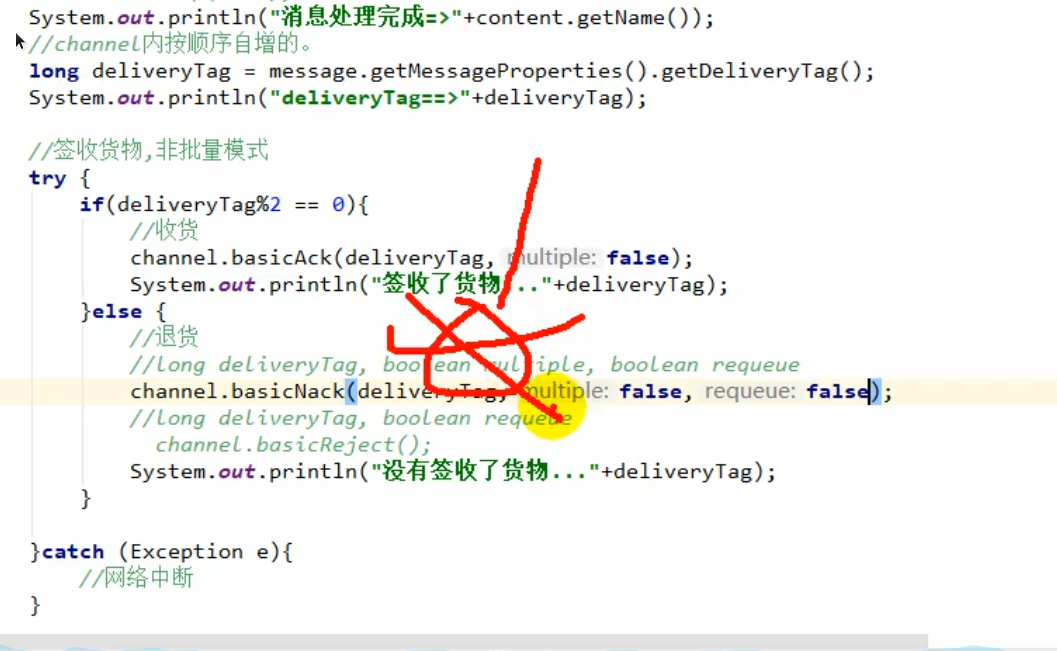 System.out.println("消息处理完成=>"+content.getName());
//channel内按顺序自增的。
long deliveryTag = message.getMessageProperties().getDeliveryTag();
System.out.println("deliveryTag==>"+deliveryTag);
//签收货物,非批量模式
try {
if(deliveryTag%2 == 0){
//收货
channel.basicAck(deliveryTag, multiple: false);
System.out.println("签收了货物..."+deliveryTag);
}else {
//退货
//long deliveryTag, boolean multiple, boolean requeue
channel.basicNack(deliveryTag, multiple: false, requeue: false);
//long deliveryTag, boolean requeue
channel.basicReject();
System.out.println("没有签收了货物..."+deliveryTag);
}
}catch (Exception e){
//网络中断
}